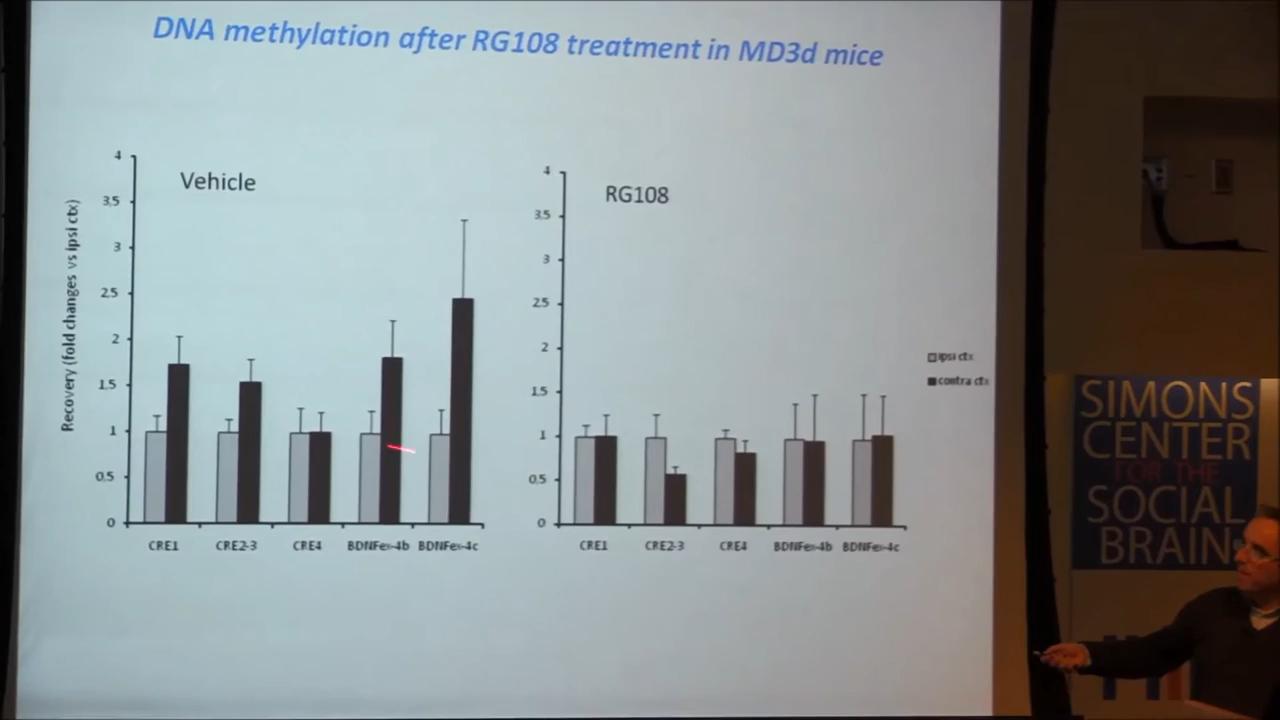 DNA methylation after RG108 treatment in MD3d mice
Recovery (fold changes vs ipsi ctx)
Vehicle
4
3.5
3
2.5
2
1.5
1
0.5
0
CRE1 CRE2-3 CRE4 BDNFex-4b BDNFex-4c
RG108
4
3.5
3
2.5
2
1.5
1
0.5
0
CRE1 CRE2-3 CRE4 BDNFex-4b BDNFex-4c
ipsi ctx
contra ctx
SIMONS
CENTER
FOR THE
SOCIAL
BRAIN